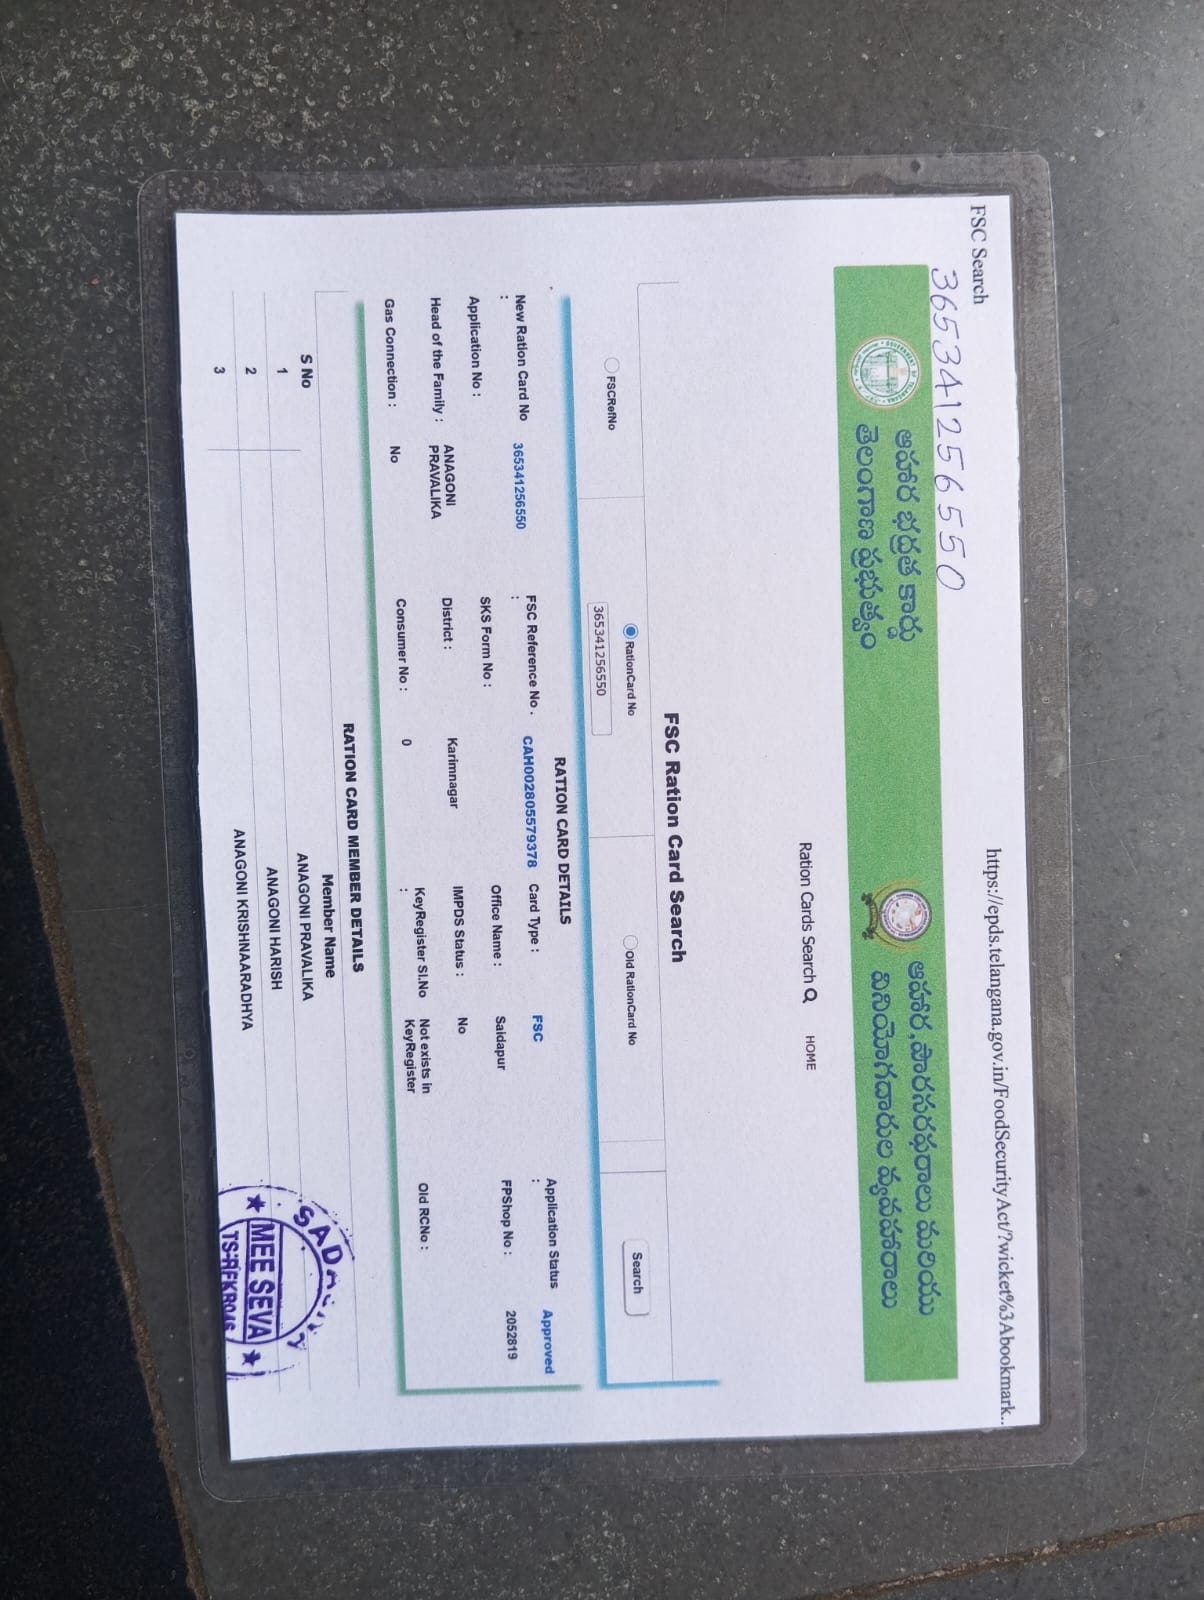 FSC Search
https://epds.telangana.gov.in/FoodSecurityAct/?wicket%3Abookmark..
365341256550
ఆహార భద్రత కార్డు
తెలంగాణ ప్రభుత్వం
ఆహార,పౌరసరఫరాలు మరియు
వినియోగదారుల వ్యవహారాలు
Ration Cards Search HOME
FSC Ration Card Search
FSCRefNo RationCard No Old RationCard No Search
365341256550
RATION CARD DETAILS
New Ration Card No : 365341256550 FSC Reference No . : CAH002805579378 Card Type : FSC Application Status : Approved
Application No : SKS Form No : Office Name : Saidapur FPShop No : 2052819
Head of the Family : ANAGONI PRAVALIKA District : Karimnagar IMPDS Status : No
Gas Connection : No Consumer No : 0 KeyRegister Sl.No : Not exists in KeyRegister Old RCNo :
RATION CARD MEMBER DETAILS
S No Member Name
1 ANAGONI PRAVALIKA
2 ANAGONI HARISH
3 ANAGONI KRISHNAARADHYA
MEE SEVA